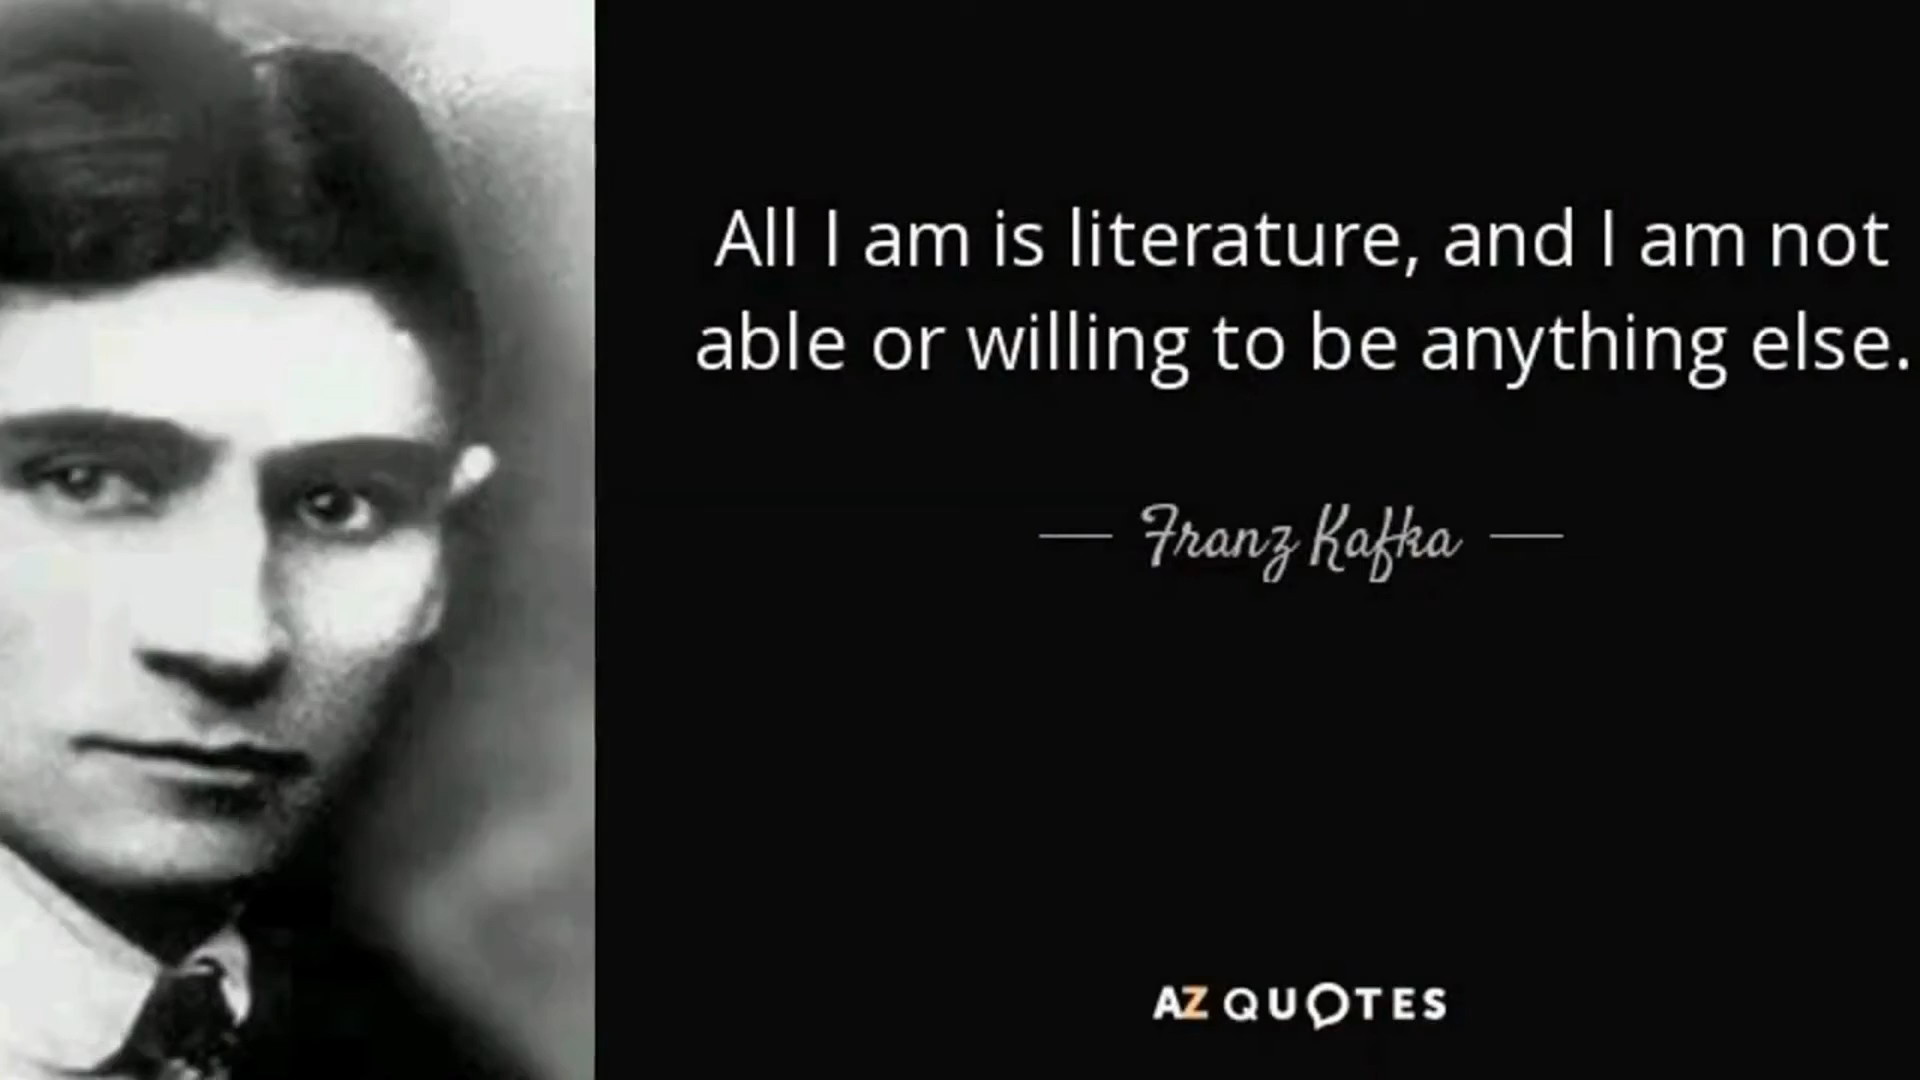 All I am is literature, and I am not
able or willing to be anything else.
Franz Kafka
AZ QUOTES